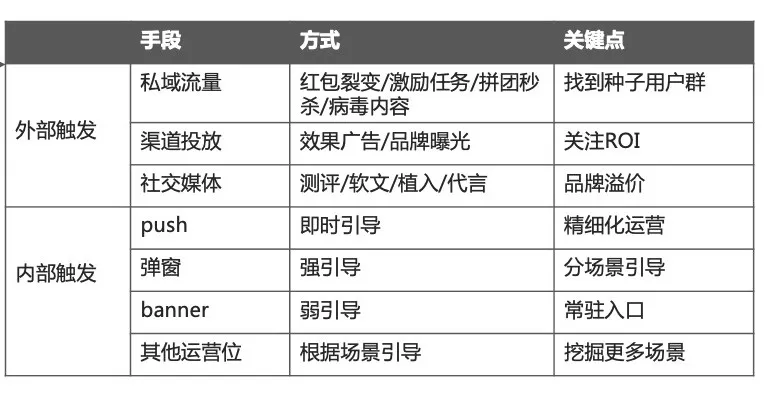 手段 方式 关键点
外部触发
私域流量 红包裂变/激励任务/拼团秒
杀/病毒内容 找到种子用户群
渠道投放 效果广告/品牌曝光 关注ROI
社交媒体 测评/软文/植入/代言 品牌溢价
内部触发
push 即时引导 精细化运营
弹窗 强引导 分场景引导
banner 弱引导 常驻入口
其他运营位 根据场景引导 挖掘更多场景